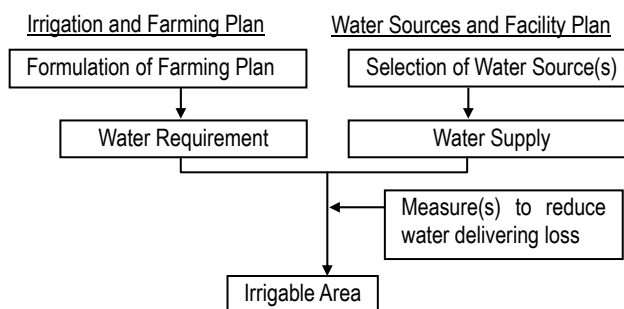 Irrigation and Farming Plan
Water Sources and Facility Plan
Formulation of Farming Plan
Selection of Water Source(s)
Water Requirement
Water Supply
Measure(s) to reduce
water delivering loss
Irrigable Area